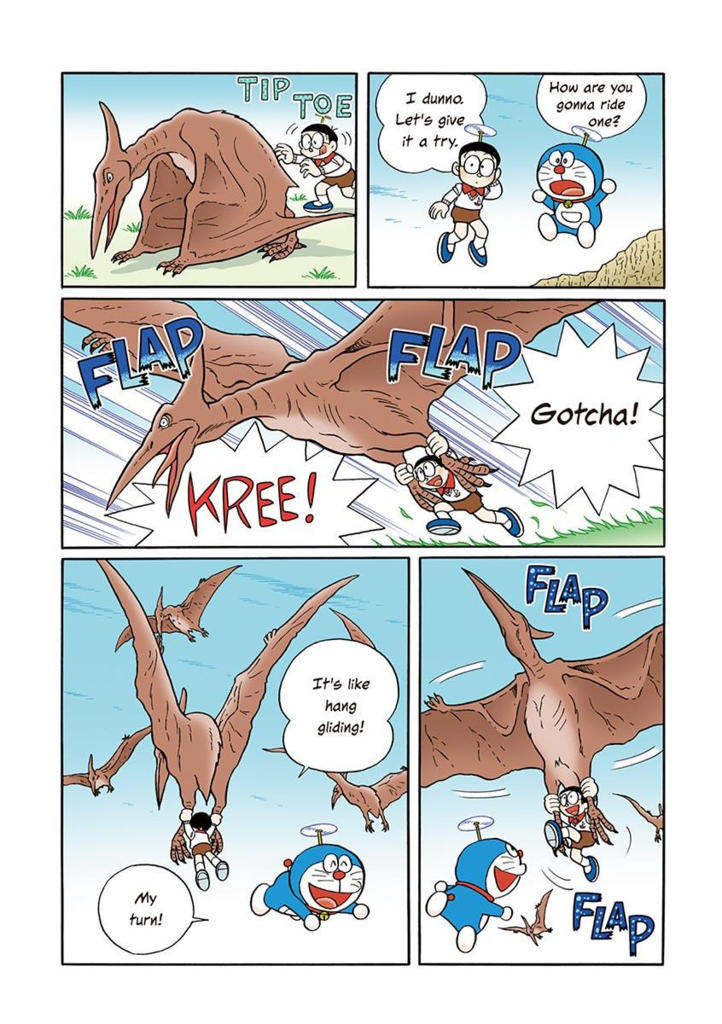 How are you
gonna ride
one?
I dunno.
Let's give
it a try.
TIP
TOE
Gotcha!
FLAP
FLAP
KREE!
FLAP
FLAP
It's like
hang
gliding!
My
turn!